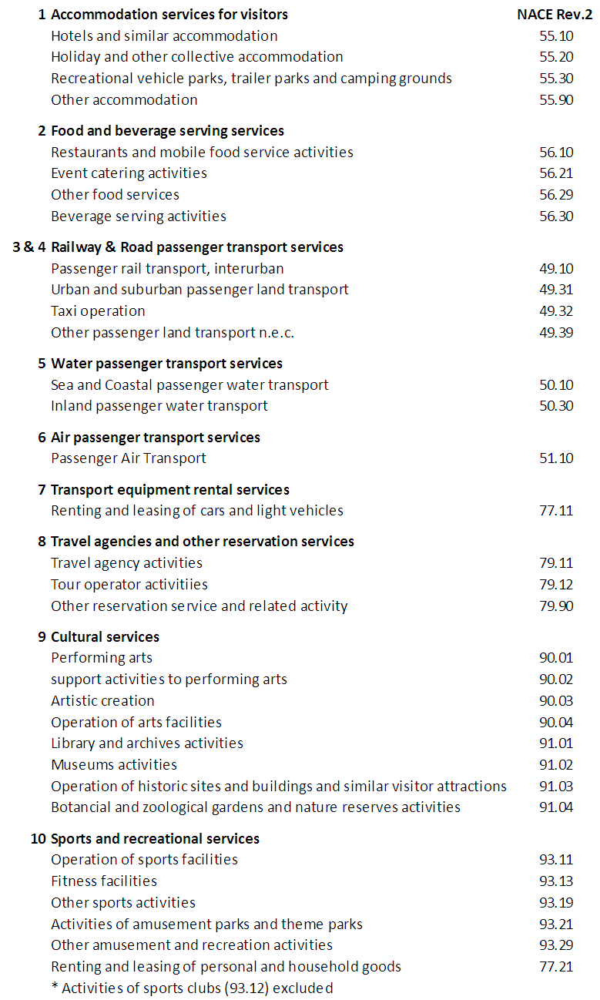 1 Accommodation services for visitors NACE Rev.2
Hotels and similar accommodation 55.10
Holiday and other collective accommodation 55.20
Recreational vehicle parks, trailer parks and camping grounds 55.30
Other accommodation 55.90
2 Food and beverage serving services
Restaurants and mobile food service activities 56.10
Event catering activities 56.21
Other food services 56.29
Beverage serving activities 56.30
3 & 4 Railway & Road passenger transport services
Passenger rail transport, interurban 49.10
Urban and suburban passenger land transport 49.31
Taxi operation 49.32
Other passenger land transport n.e.c. 49.39
5 Water passenger transport services
Sea and Coastal passenger water transport 50.10
Inland passenger water transport 50.30
6 Air passenger transport services
Passenger Air Transport 51.10
7 Transport equipment rental services
Renting and leasing of cars and light vehicles 77.11
8 Travel agencies and other reservation services
Travel agency activities 79.11
Tour operator activitiies 79.12
Other reservation service and related activity 79.90
9 Cultural services
Performing arts 90.01
support activities to performing arts 90.02
Artistic creation 90.03
Operation of arts facilities 90.04
Library and archives activities 91.01
Museums activities 91.02
Operation of historic sites and buildings and similar visitor attractions 91.03
Botancial and zoological gardens and nature reserves activities 91.04
10 Sports and recreational services
Operation of sports facilities 93.11
Fitness facilities 93.13
Other sports activities 93.19
Activities of amusement parks and theme parks 93.21
Other amusement and recreation activities 93.29
Renting and leasing of personal and household goods 77.21
* Activities of sports clubs (93.12) excluded